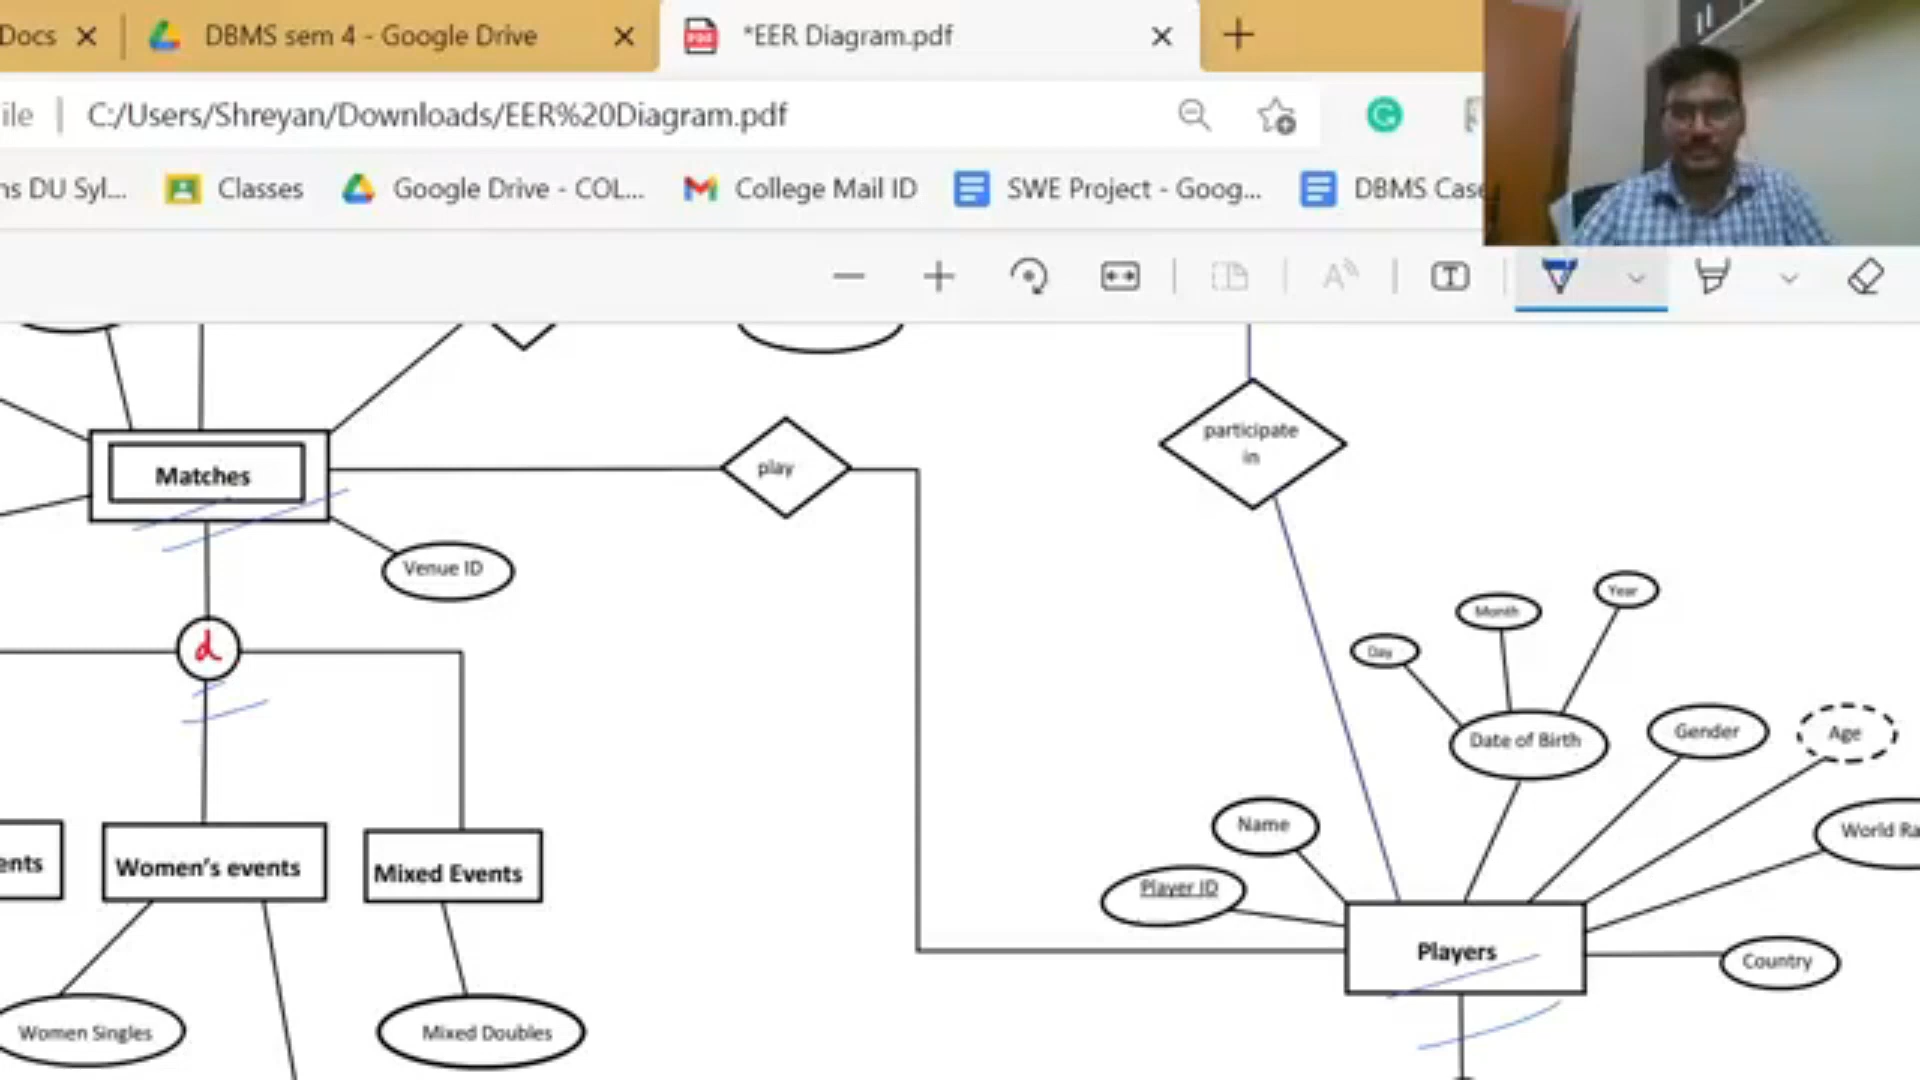 Docs
DBMS sem 4 - Google Drive
*EER Diagram.pdf
ile
C:/Users/Shreyan/Downloads/EER%20Diagram.pdf
ns DU Syl...
Classes
Google Drive - COL...
College Mail ID
SWE Project - Goog...
DBMS Case
participate
in
Matches
play
Venue ID
Year
Month
d
Day
Gender
Age
Date of Birth
Name
World Ra
ents
Women's events
Mixed Events
Player ID
Players
Country
Women Singles
Mixed Doubles